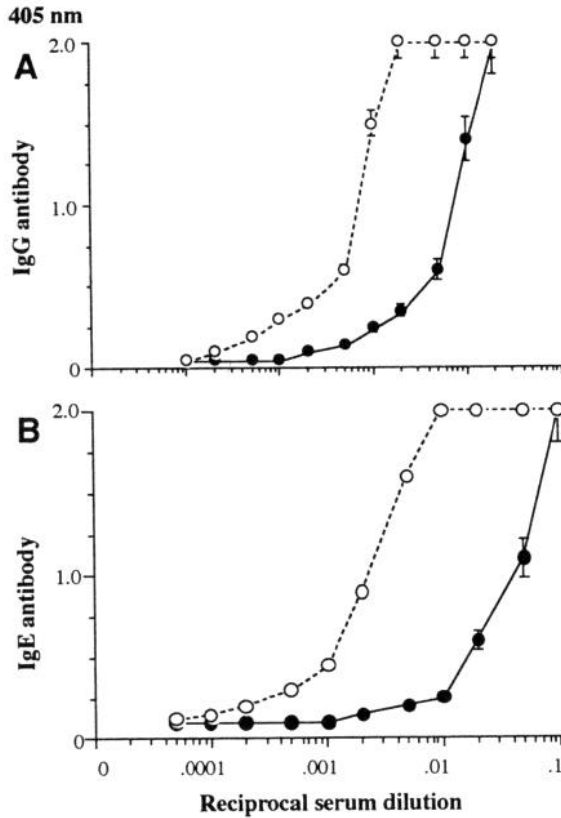 405 nm
A
2.0
1.0
0
IgG antibody
B
2.0
1.0
0
IgE antibody
0 .0001 .001 .01 .1
Reciprocal serum dilution